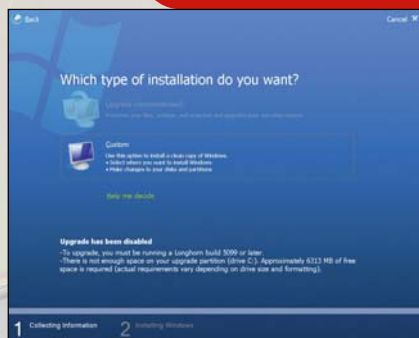 Back
Cancel
Which type of installation do you want?
Upgrade (recommended)
Custom
Use this option to install a clean copy of Windows.
• Select where you want to install Windows
• Make changes to your disks and partitions
Help me decide
Upgrade has been disabled
-To upgrade, you must be running a Longhorn build 5099 or later.
-There is not enough space on your upgrade partition (drive C:). Approximately 6313 MB of free
space is required (actual requirements vary depending on drive size and formatting).
1 Collecting Information
2 Installing Windows